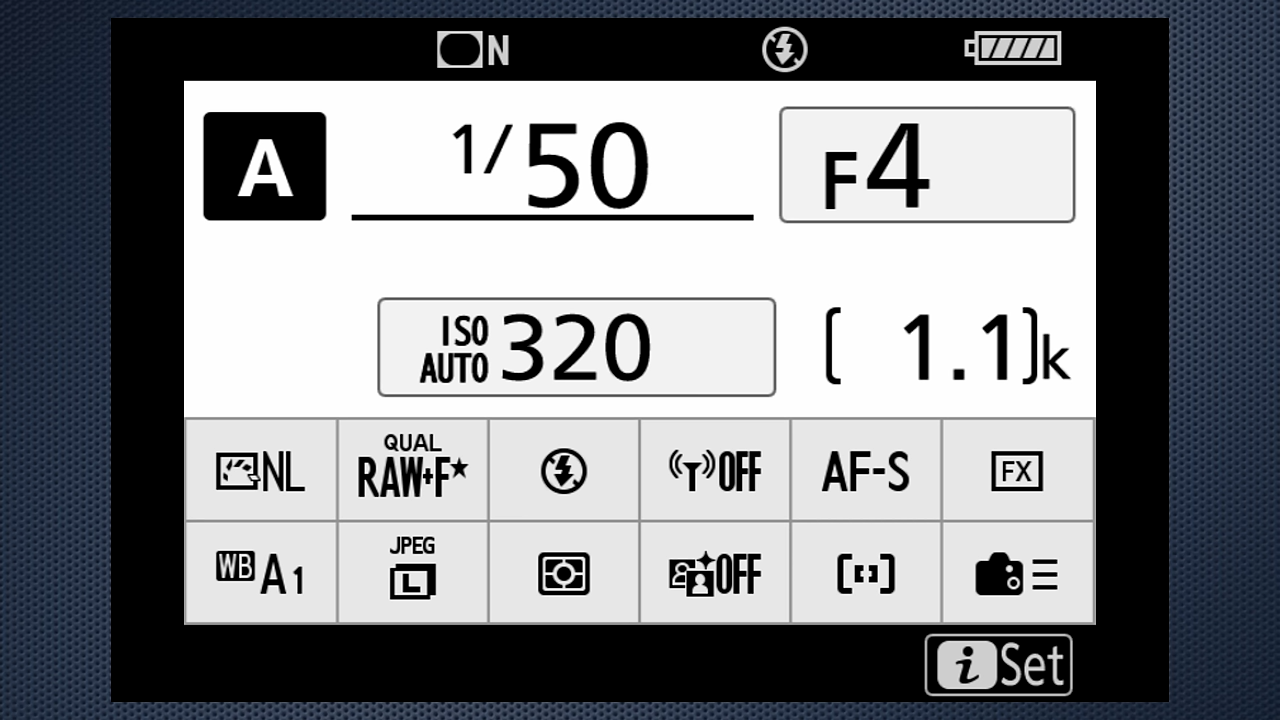 N
A 1/50 F4
ISO AUTO 320 [ 1.1]k
NL QUAL RAW+F★ OFF AF-S FX
WB A1 JPEG L OFF [ ]
i Set